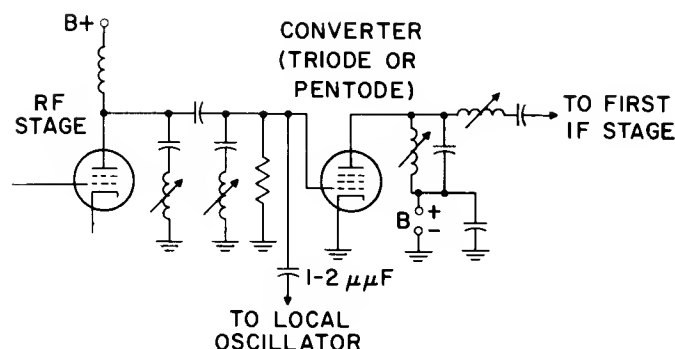 B+
RF
STAGE
CONVERTER
(TRIODE OR
PENTODE)
TO FIRST
IF STAGE
B + -
1-2 μμF
TO LOCAL
OSCILLATOR